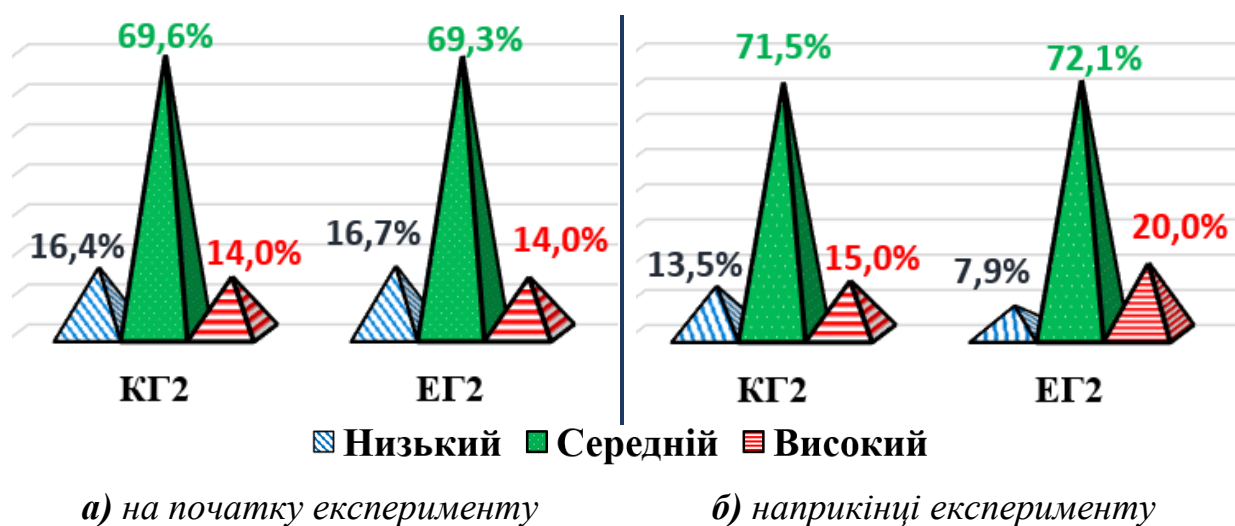 69,6%
69,3%
16,4%
14,0%
16,7%
14,0%
КГ2
ЕГ2
71,5%
72,1%
13,5%
15,0%
7,9%
20,0%
КГ2
ЕГ2
Низький Середній Високий
а) на початку експерименту
б) наприкінці експерименту